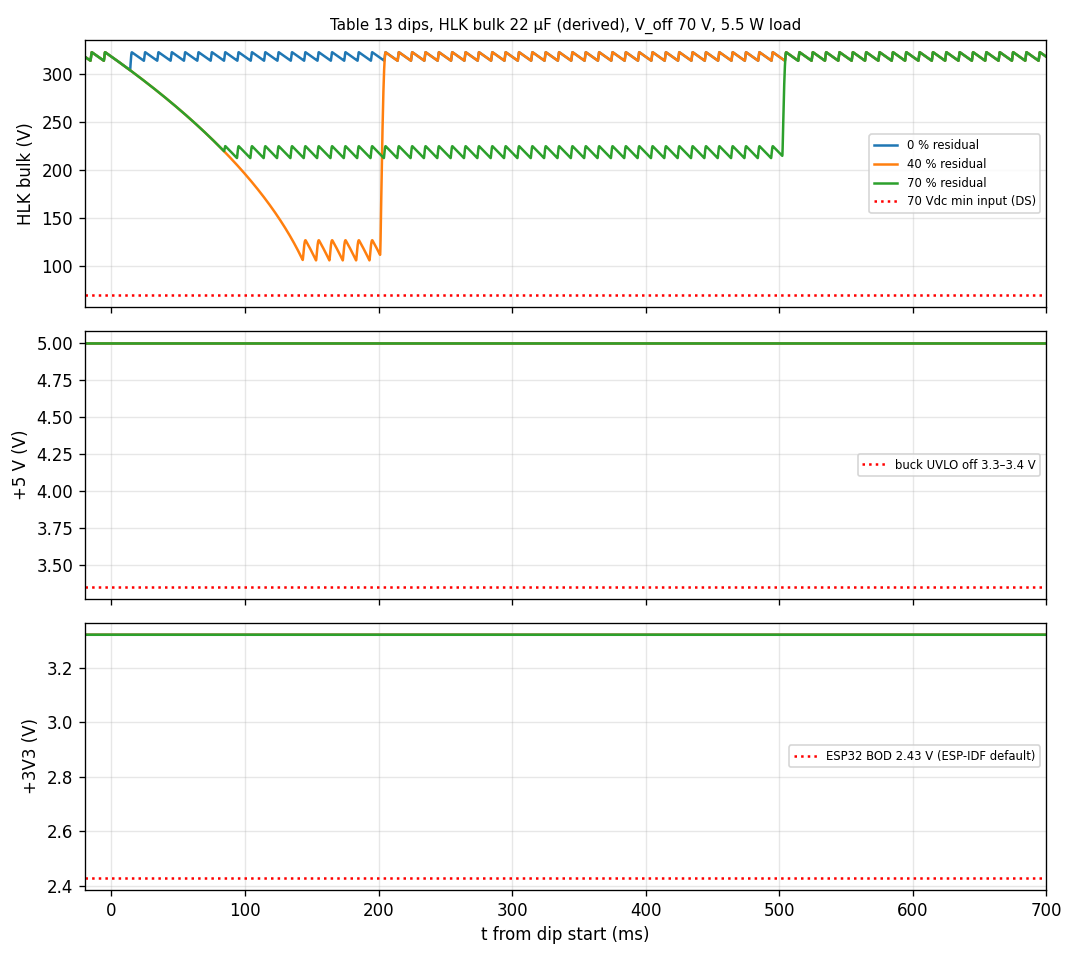 Table 13 dips, HLK bulk 22 µF (derived), V_off 70 V, 5.5 W load
HLK bulk (V)
300
250
200
150
100
0 % residual
40 % residual
70 % residual
70 Vdc min input (DS)
+5 V (V)
5.00
4.75
4.50
4.25
4.00
3.75
3.50
buck UVLO off 3.3–3.4 V
+3V3 (V)
3.2
3.0
2.8
2.6
2.4
ESP32 BOD 2.43 V (ESP-IDF default)
0 100 200 300 400 500 600 700
t from dip start (ms)